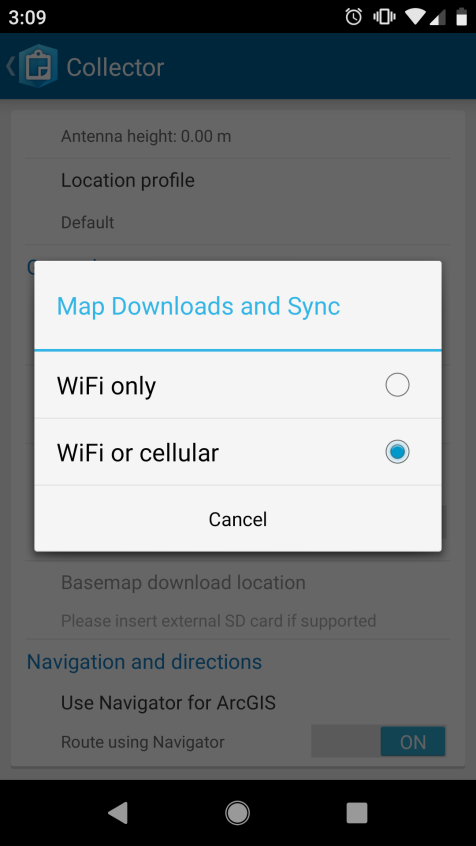 3:09
Collector
Antenna height: 0.00 m
Location profile
Default
Map Downloads and Sync
WiFi only
WiFi or cellular
Cancel
Basemap download location
Please insert external SD card if supported
Navigation and directions
Use Navigator for ArcGIS
Route using Navigator
ON